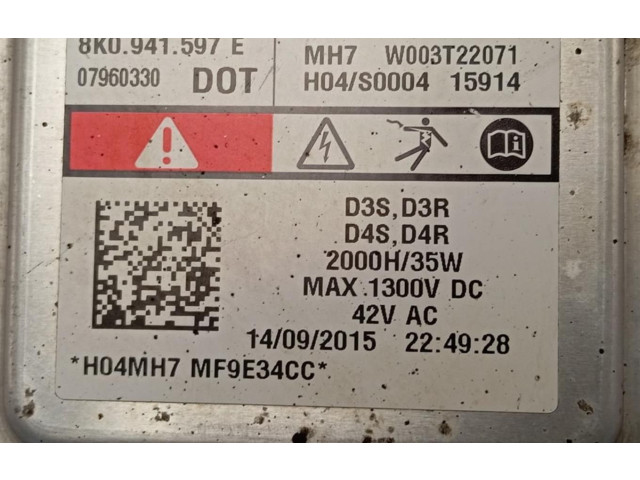 8K0.941.597 E
07960330 DOT
MH7 W003T22071
H04/S0004 15914
D3S, D3R
D4S, D4R
2000H/35W
MAX 1300V DC
42V AC
14/09/2015 22:49:28
*H04MH7 MF9E34CC*